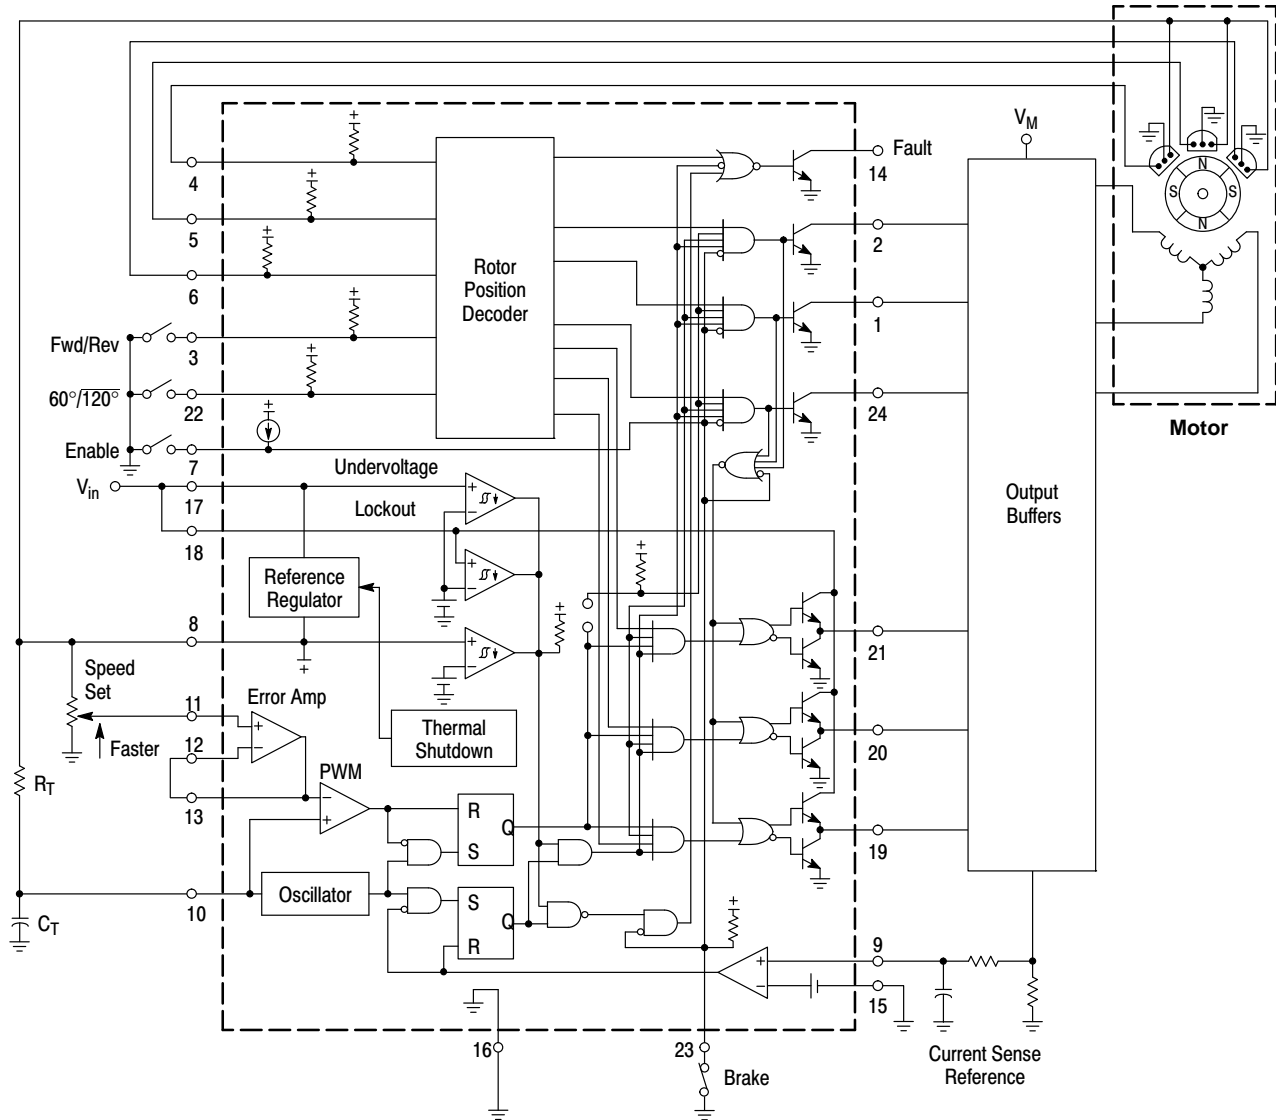 V_M
Fault
14
N
S
S
N
4
5
6
Rotor
Position
Decoder
2
1
Fwd/Rev
3
60°/120°
22
24
Motor
Enable
7
Undervoltage
V_in
17
Lockout
18
Output
Buffers
Reference
Regulator
8
21
Speed
Set
11
Error Amp
Faster
12
Thermal
Shutdown
20
R_T
PWM
13
R
Q
S
19
Oscillator
10
C_T
S
Q
R
9
15
16
23
Brake
Current Sense
Reference
+
−
+
−
+
−
+
−
−
+
+
−